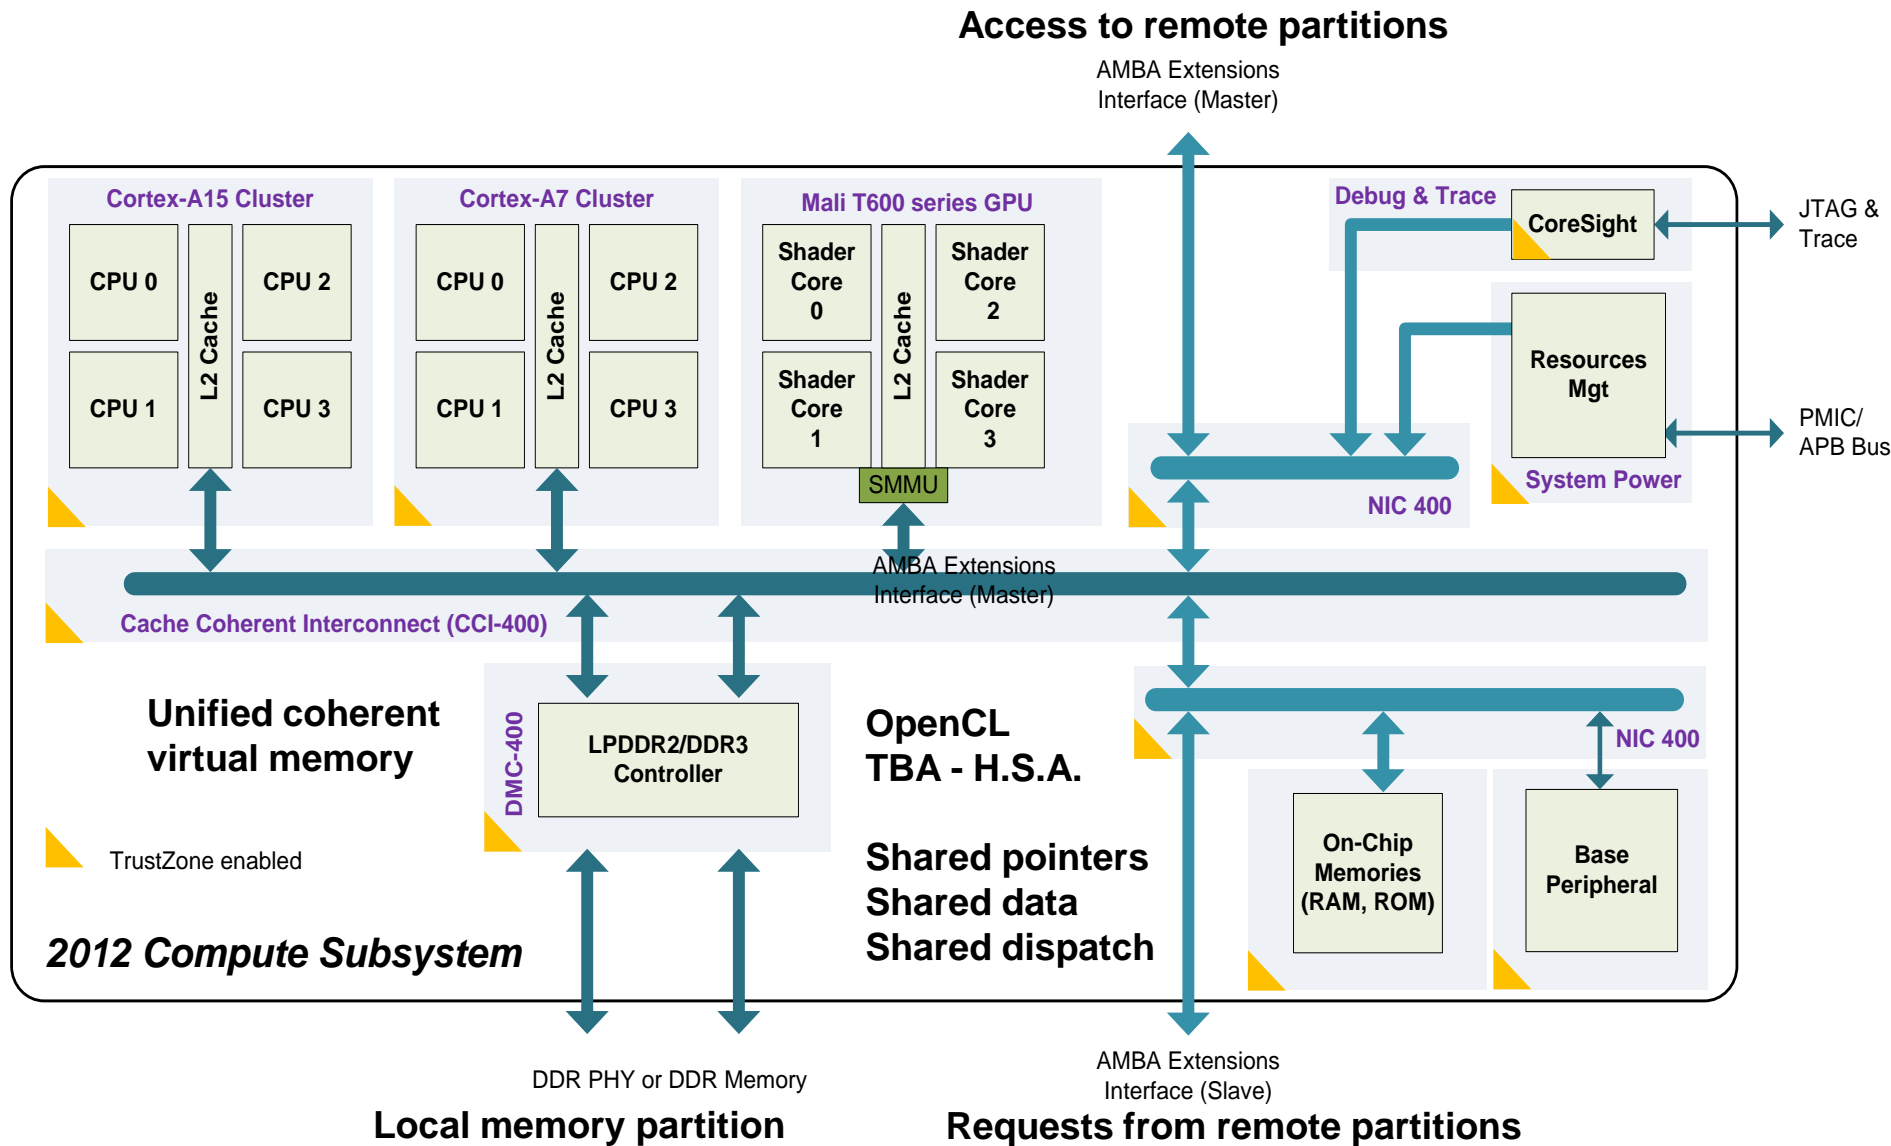 Access to remote partitions
AMBA Extensions
Interface (Master)
Cortex-A15 Cluster
CPU 0
CPU 1
L2 Cache
CPU 2
CPU 3
Cortex-A7 Cluster
CPU 0
CPU 1
L2 Cache
CPU 2
CPU 3
Mali T600 series GPU
Shader
Core
0
Shader
Core
1
L2 Cache
Shader
Core
2
Shader
Core
3
SMMU
Debug & Trace
CoreSight
JTAG &
Trace
Resources
Mgt
System Power
PMIC/
APB Bus
NIC 400
AMBA Extensions
Interface (Master)
Cache Coherent Interconnect (CCI-400)
Unified coherent
virtual memory
DMC-400
LPDDR2/DDR3
Controller
OpenCL
TBA - H.S.A.
Shared pointers
Shared data
Shared dispatch
NIC 400
On-Chip
Memories
(RAM, ROM)
Base
Peripheral
TrustZone enabled
2012 Compute Subsystem
DDR PHY or DDR Memory
Local memory partition
AMBA Extensions
Interface (Slave)
Requests from remote partitions